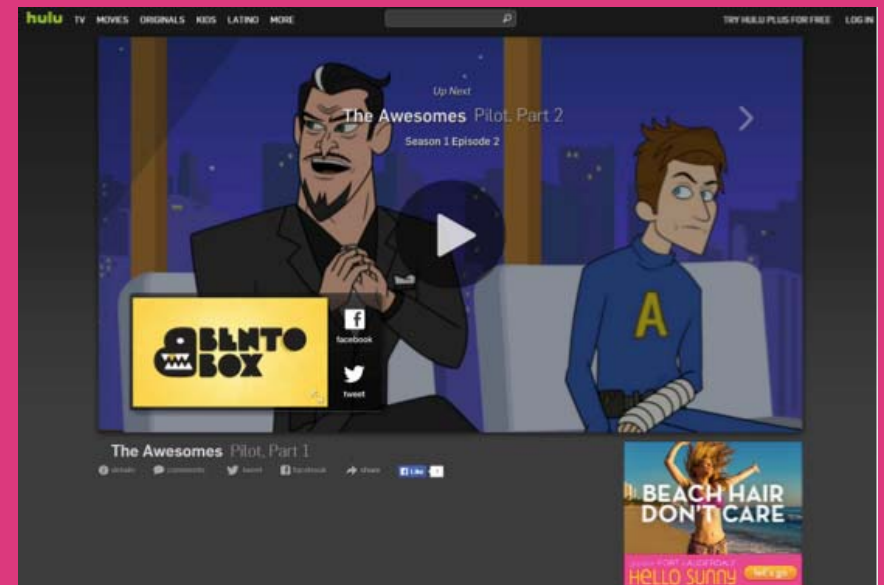 hulu TV MOVIES ORIGINALS KIDS LATINO MORE TRY HULU PLUS FOR FREE LOG IN
Up Next
The Awesomes Pilot, Part 2
Season 1 Episode 2
A
BENTO
BOX
facebook
tweet
The Awesomes Pilot, Part 1
details comments tweet facebook share Like
BEACH HAIR
DON'T CARE
FORT LAUDERDALE
HELLO SUNNY let's go